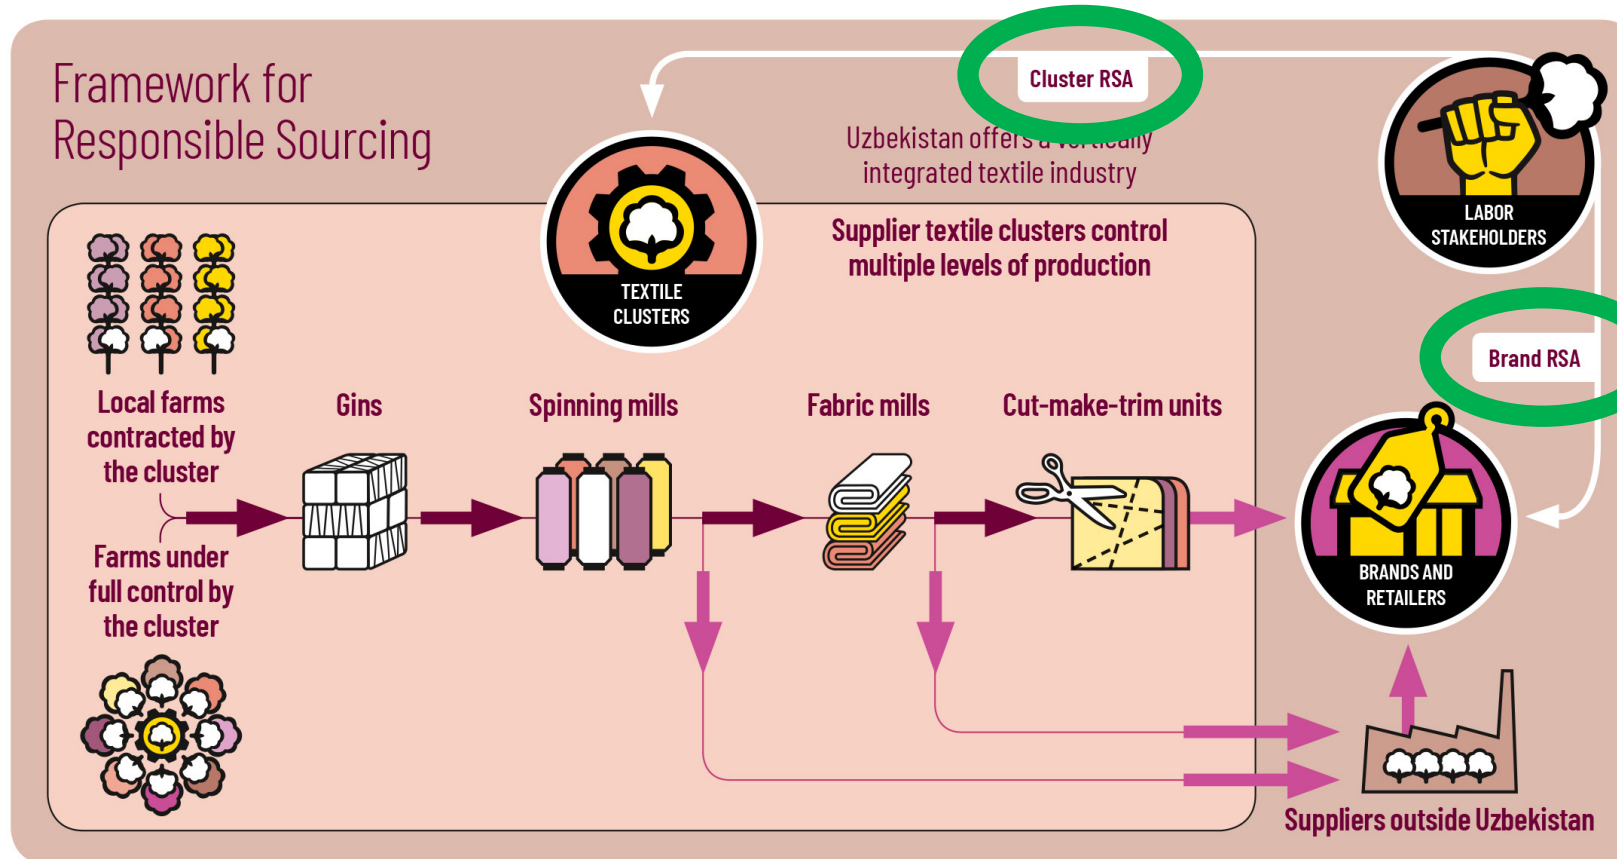 Framework for
Responsible Sourcing
Cluster RSA
Uzbekistan offers a vertically
integrated textile industry
Supplier textile clusters control
multiple levels of production
LABOR
STAKEHOLDERS
TEXTILE
CLUSTERS
Brand RSA
Local farms
contracted by
the cluster
Gins
Spinning mills
Fabric mills
Cut-make-trim units
Farms under
full control by
the cluster
BRANDS AND
RETAILERS
Suppliers outside Uzbekistan